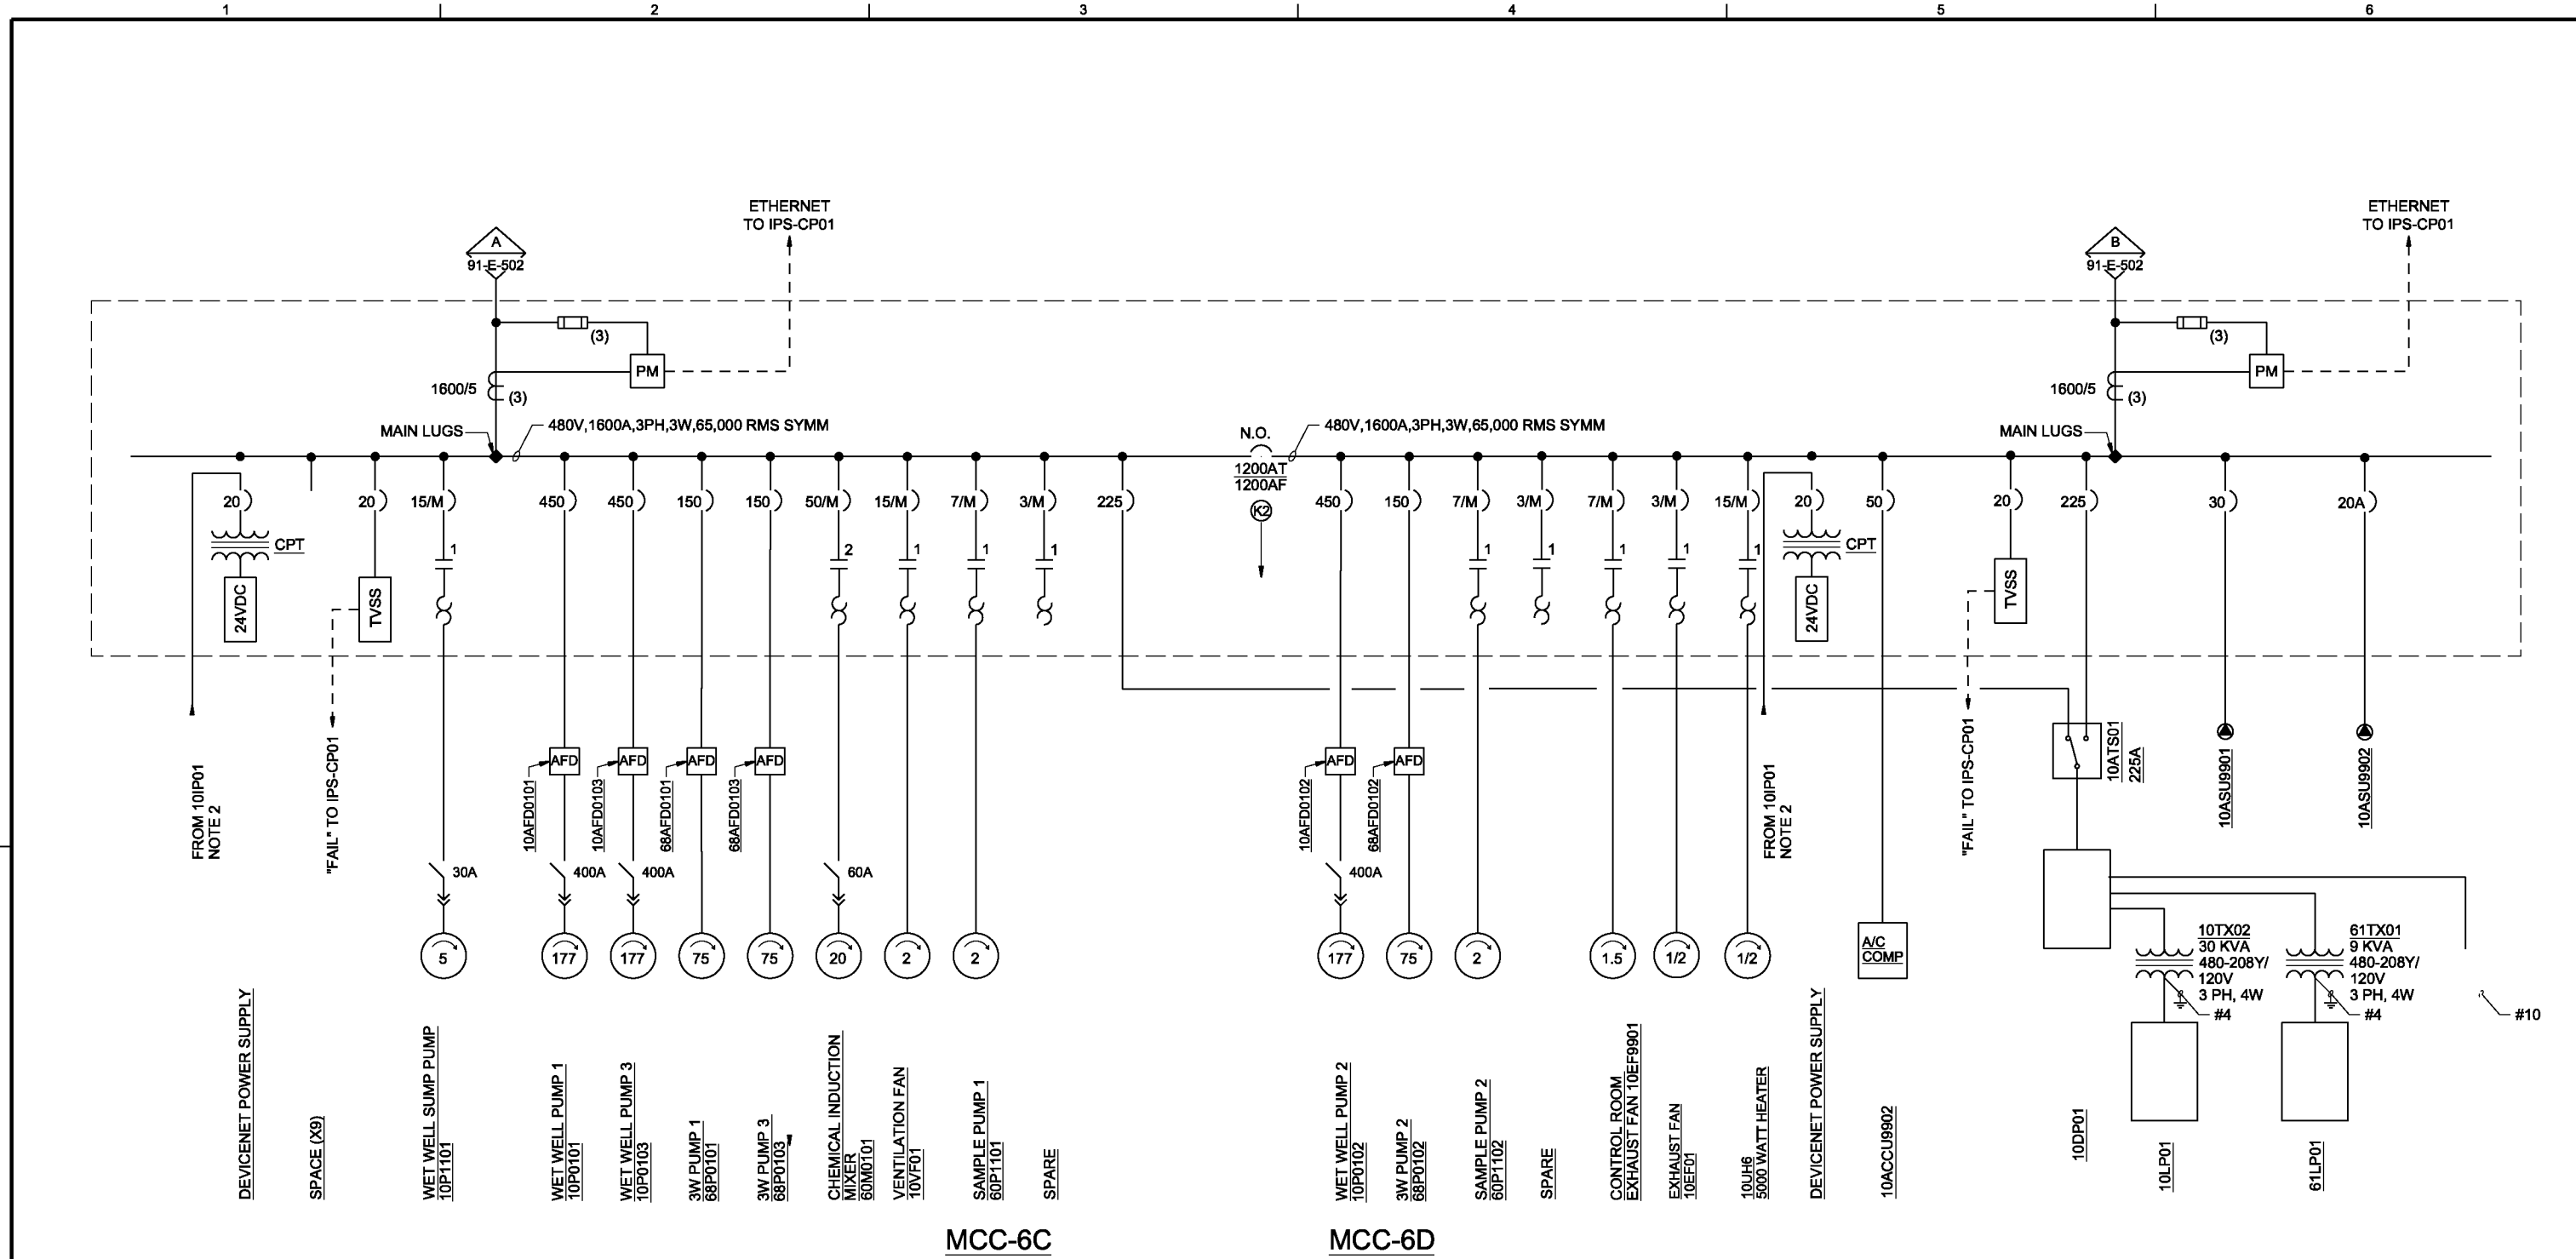 1
2
3
4
5
6
ETHERNET
TO IPS-CP01
ETHERNET
TO IPS-CP01
A
91-E-502
B
91-E-502
(3)
PM
1600/5
(3)
(3)
PM
1600/5
(3)
MAIN LUGS
480V,1600A,3PH,3W,65,000 RMS SYMM
N.O.
480V,1600A,3PH,3W,65,000 RMS SYMM
MAIN LUGS
1200AT
1200AF
K2
20
20
15/M
450
450
150
150
50/M
15/M
7/M
3/M
225
450
150
7/M
3/M
7/M
3/M
15/M
20
50
20
225
30
20A
CPT
1
2
1
1
1
1
1
1
1
1
CPT
24VDC
TVSS
24VDC
TVSS
FROM 10IP01
NOTE 2
"FAIL" TO IPS-CP01
AFD
10AFD0101
AFD
10AFD0103
AFD
68AFD0101
AFD
68AFD0103
AFD
10AFD0102
AFD
68AFD0102
FROM 10IP01
NOTE 2
"FAIL" TO IPS-CP01
10ATS01
225A
10ASU9901
10ASU9902
30A
400A
400A
60A
400A
5
177
177
75
75
20
2
2
177
75
2
1.5
1/2
1/2
A/C
COMP
10TX02
30 KVA
480-208Y/
120V
3 PH, 4W
#4
61TX01
9 KVA
480-208Y/
120V
3 PH, 4W
#4
#10
DEVICENET POWER SUPPLY
SPACE (X9)
WET WELL SUMP PUMP
10P1101
WET WELL PUMP 1
10P0101
WET WELL PUMP 3
10P0103
3W PUMP 1
68P0101
3W PUMP 3
68P0103
CHEMICAL INDUCTION
MIXER
60M0101
VENTILATION FAN
10VF01
SAMPLE PUMP 1
60P1101
SPARE
WET WELL PUMP 2
10P0102
3W PUMP 2
68P0102
SAMPLE PUMP 2
60P1102
SPARE
CONTROL ROOM
EXHAUST FAN 10EF9901
EXHAUST FAN
10EF01
10UH6
5000 WATT HEATER
DEVICENET POWER SUPPLY
10ACCU9902
10DP01
10LP01
61LP01
MCC-6C
MCC-6D